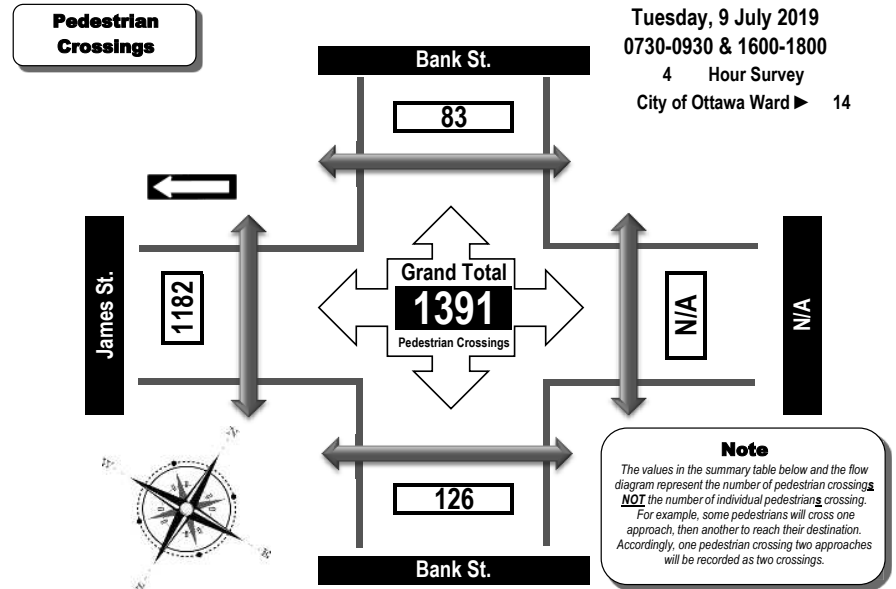 Pedestrian
Crossings
Tuesday, 9 July 2019
0730-0930 & 1600-1800
4 Hour Survey
City of Ottawa Ward ► 14
Bank St.
83
James St.
1182
Grand Total
1391
Pedestrian Crossings
N/A
N/A
126
Bank St.
N
W
E
Note
The values in the summary table below and the flow
diagram represent the number of pedestrian crossings
NOT the number of individual pedestrians crossing.
For example, some pedestrians will cross one
approach, then another to reach their destination.
Accordingly, one pedestrian crossing two approaches
will be recorded as two crossings.